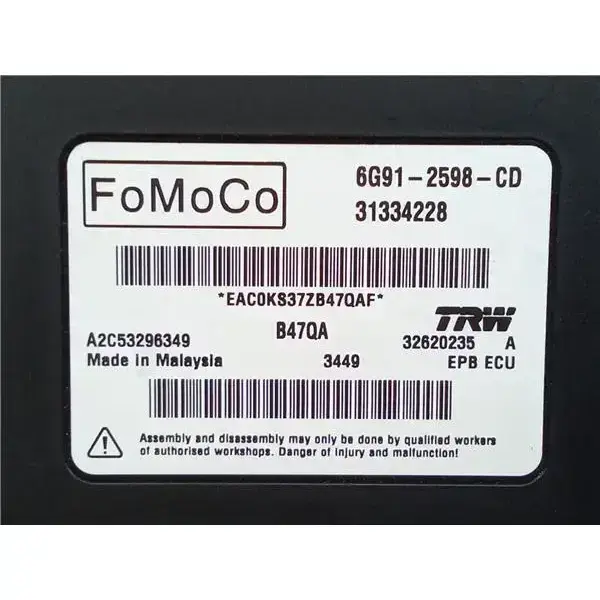 FoMoCo
6G91-2598-CD
31334228
*EAC0KS37ZB47QAF*
TRW
A2C53296349
B47QA
32620235 A
Made in Malaysia
3449
EPB ECU
Assembly and disassembly may only be done by qualified workers
of authorised workshops. Danger of injury and malfunction!